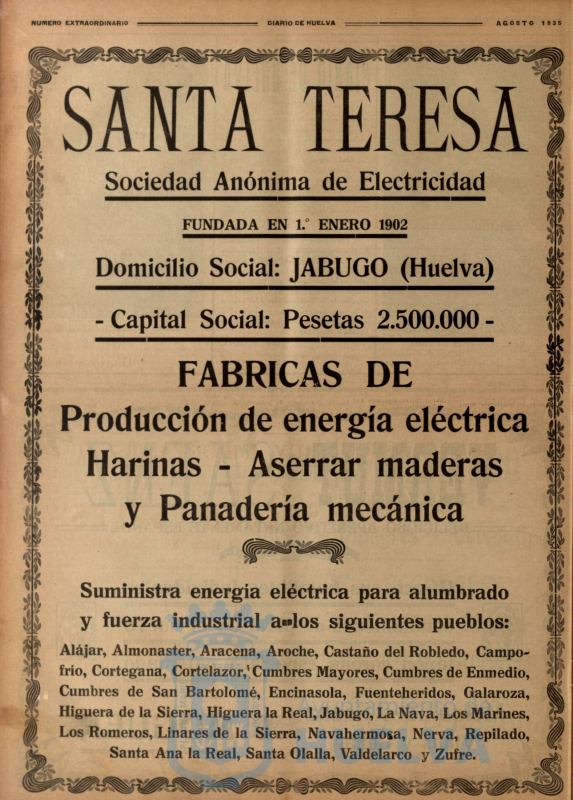 NUMERO EXTRAORDINARIO
DIARIO DE HUELVA
AGOSTO 1935
SANTA TERESA
Sociedad Anónima de Electricidad
FUNDADA EN 1.° ENERO 1902
Domicilio Social: JABUGO (Huelva)
- Capital Social: Pesetas 2.500.000 -
FABRICAS DE
Producción de energía eléctrica
Harinas - Aserrar maderas
y Panadería mecánica
Suministra energía eléctrica para alumbrado
y fuerza industrial a los siguientes pueblos:
Alájar, Almonaster, Aracena, Aroche, Castaño del Robledo, Campo-
frío, Cortegana, Cortelazor, Cumbres Mayores, Cumbres de Enmedio,
Cumbres de San Bartolomé, Encinasola, Fuenteheridos, Galaroza,
Higuera de la Sierra, Higuera la Real, Jabugo, La Nava, Los Marines,
Los Romeros, Linares de la Sierra, Navahermosa, Nerva, Repilado,
Santa Ana la Real, Santa Olalla, Valdelarco y Zufre.